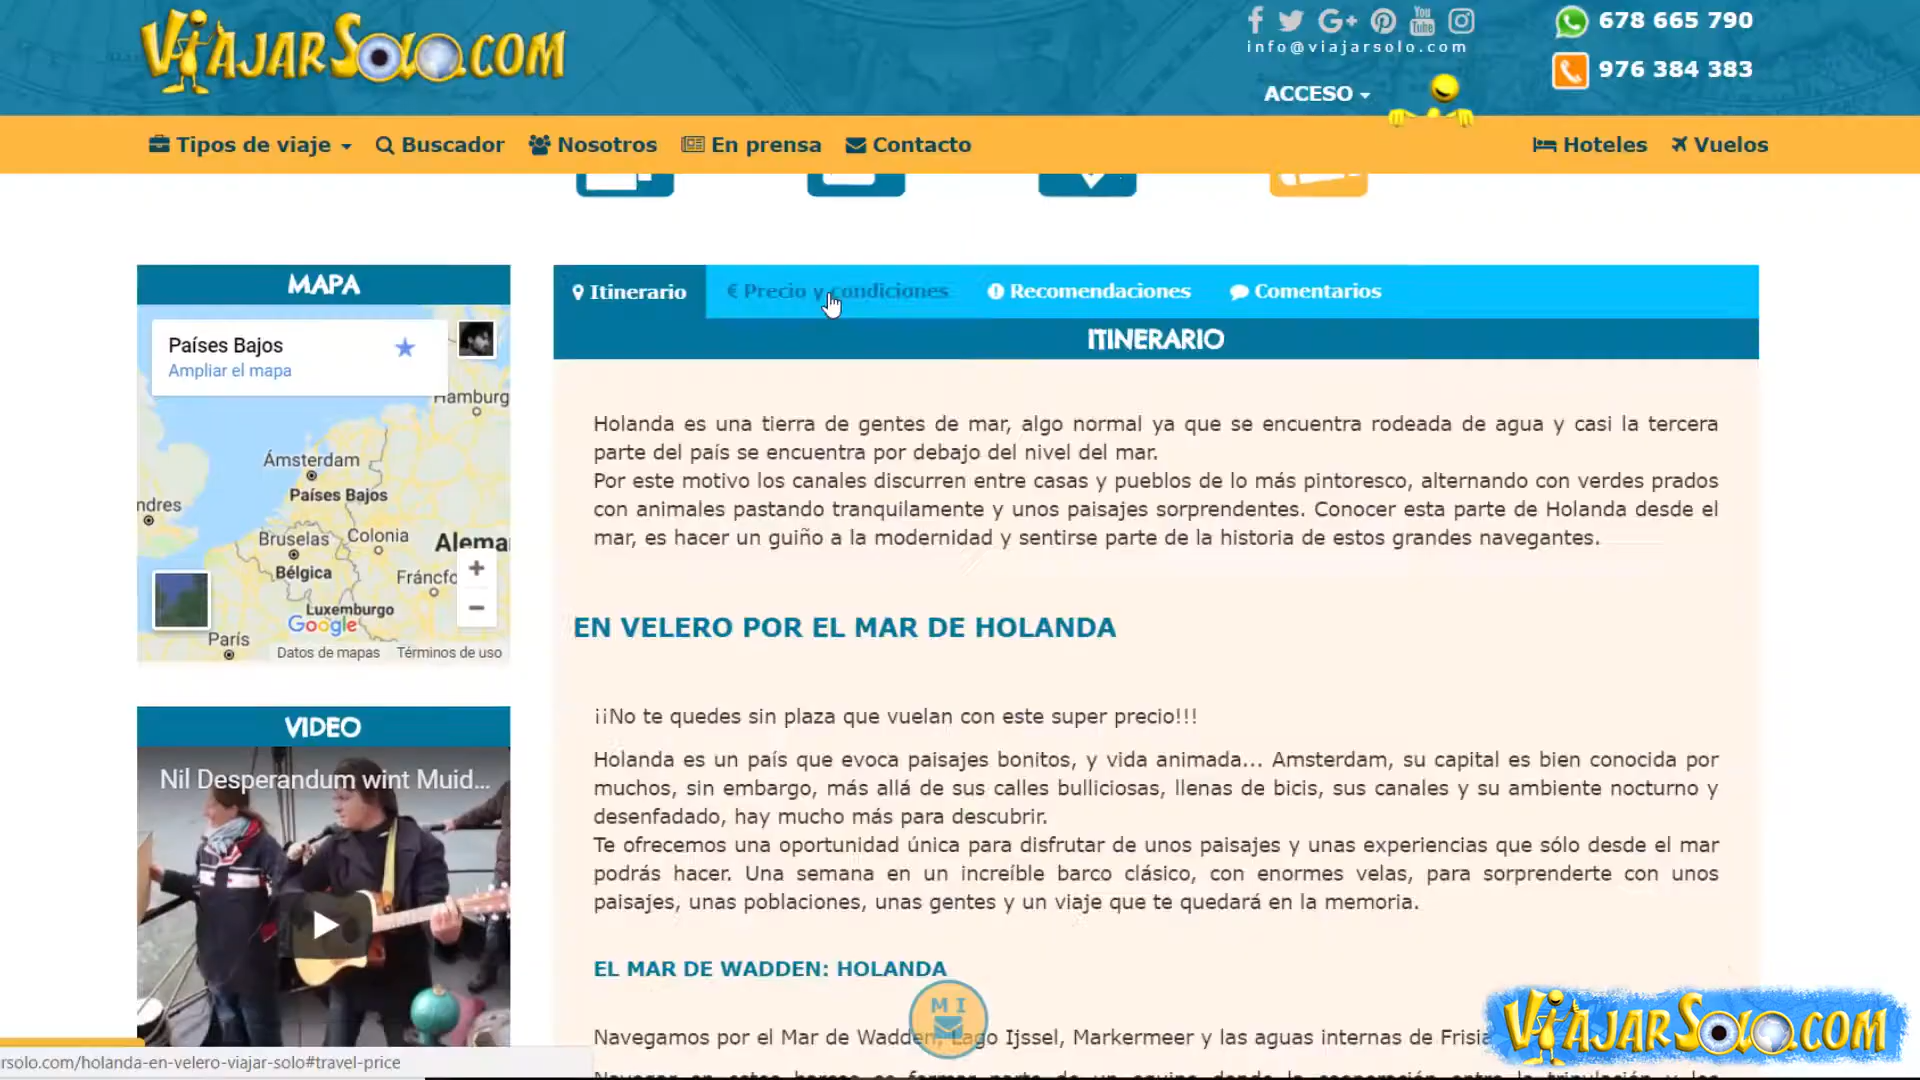 ViajarSolo.com
info@viajarsolo.com
678 665 790
976 384 383
ACCESO
Tipos de viaje
Buscador
Nosotros
En prensa
Contacto
Hoteles
Vuelos
MAPA
Países Bajos
Ampliar el mapa
Hamburg
Ámsterdam
Países Bajos
ndres
Bruselas
Colonia
Alema
Bélgica
Fráncfo
Luxemburgo
Google
París
Datos de mapas
Términos de uso
VIDEO
Nil Desperandum wint Muid...
Itinerario
€ Precio y condiciones
Recomendaciones
Comentarios
ITINERARIO
Holanda es una tierra de gentes de mar, algo normal ya que se encuentra rodeada de agua y casi la tercera
parte del país se encuentra por debajo del nivel del mar.
Por este motivo los canales discurren entre casas y pueblos de lo más pintoresco, alternando con verdes prados
con animales pastando tranquilamente y unos paisajes sorprendentes. Conocer esta parte de Holanda desde el
mar, es hacer un guiño a la modernidad y sentirse parte de la historia de estos grandes navegantes.
EN VELERO POR EL MAR DE HOLANDA
¡¡No te quedes sin plaza que vuelan con este super precio!!!
Holanda es un país que evoca paisajes bonitos, y vida animada... Amsterdam, su capital es bien conocida por
muchos, sin embargo, más allá de sus calles bulliciosas, llenas de bicis, sus canales y su ambiente nocturno y
desenfadado, hay mucho más para descubrir.
Te ofrecemos una oportunidad única para disfrutar de unos paisajes y unas experiencias que sólo desde el mar
podrás hacer. Una semana en un increíble barco clásico, con enormes velas, para sorprenderte con unos
paisajes, unas poblaciones, unas gentes y un viaje que te quedará en la memoria.
EL MAR DE WADDEN: HOLANDA
M I
Navegamos por el Mar de Wadden, Lago Ijssel, Markermeer y las aguas internas de Frisia
ViajarSolo.com
rsolo.com/holanda-en-velero-viajar-solo#travel-price